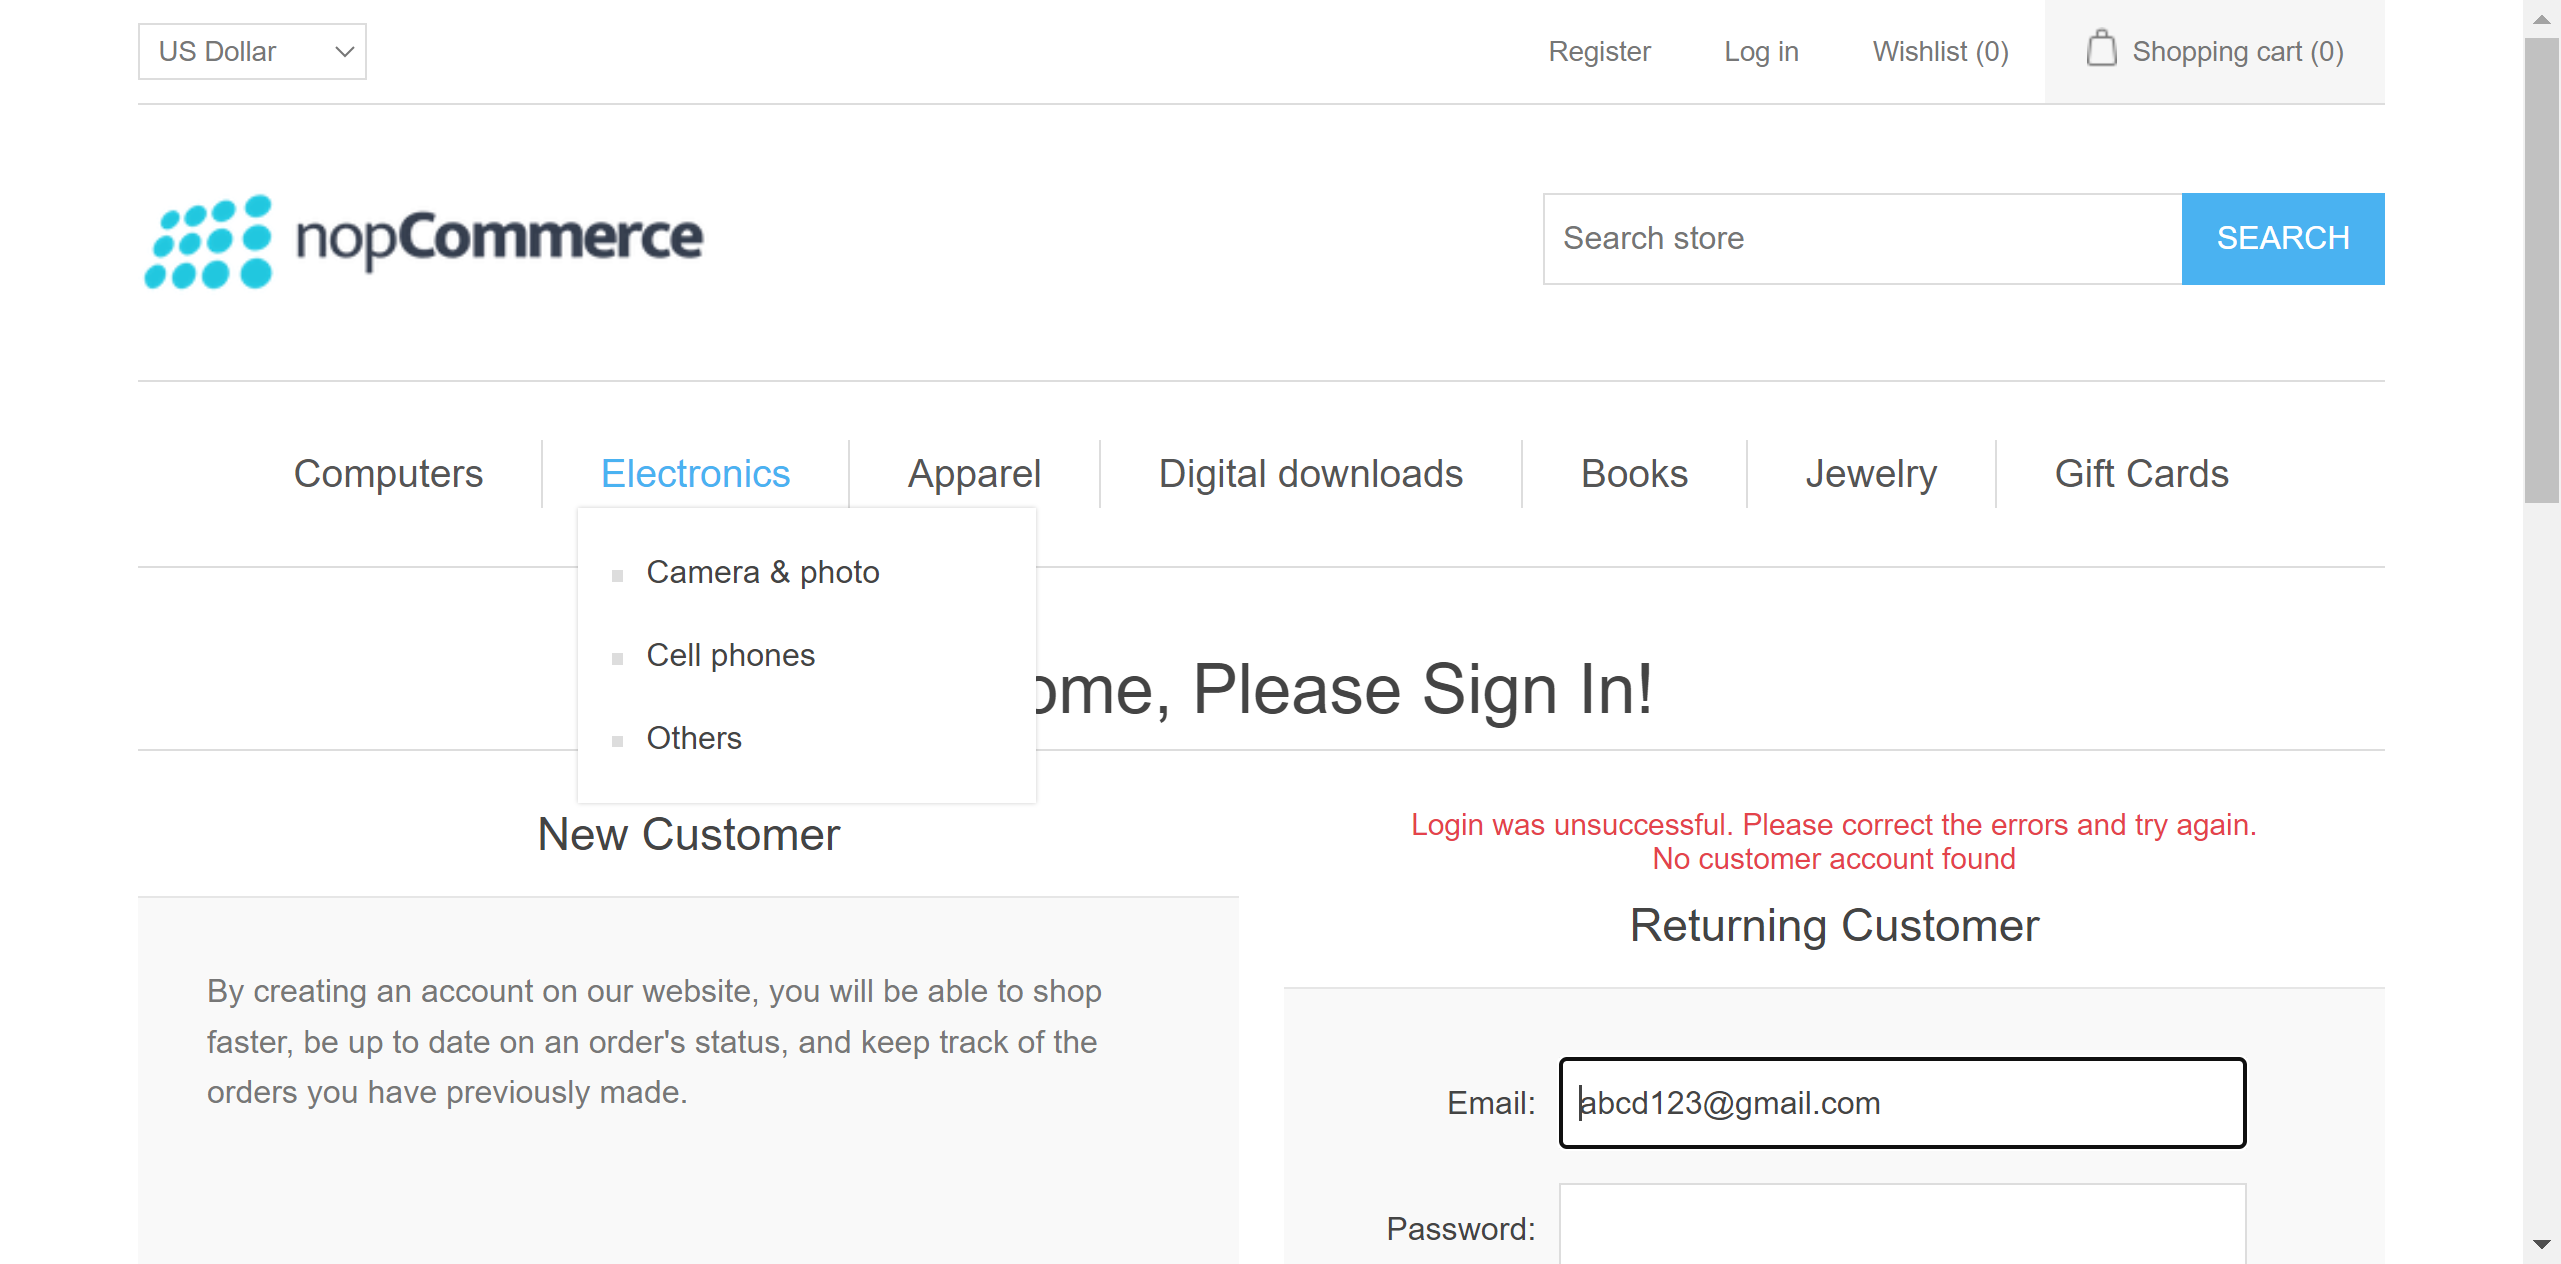 US Dollar
Register
Log in
Wishlist (0)
Shopping cart (0)
nopCommerce
Search store
SEARCH
Computers
Electronics
Apparel
Digital downloads
Books
Jewelry
Gift Cards
Camera & photo
Cell phones
Others
ome, Please Sign In!
New Customer
By creating an account on our website, you will be able to shop
faster, be up to date on an order's status, and keep track of the
orders you have previously made.
Login was unsuccessful. Please correct the errors and try again.
No customer account found
Returning Customer
Email:
abcd123@gmail.com
Password: